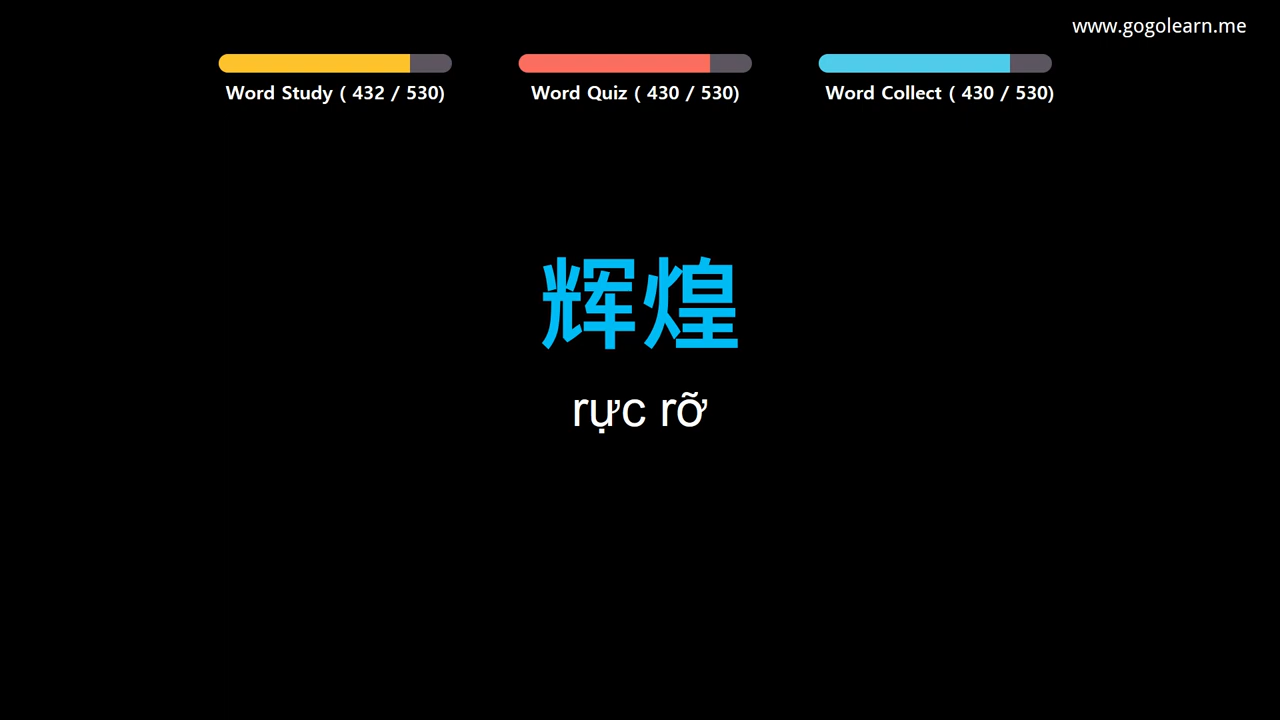 www.gogolearn.me
Word Study ( 432 / 530)
Word Quiz ( 430 / 530)
Word Collect ( 430 / 530)
辉煌
rực rỡ